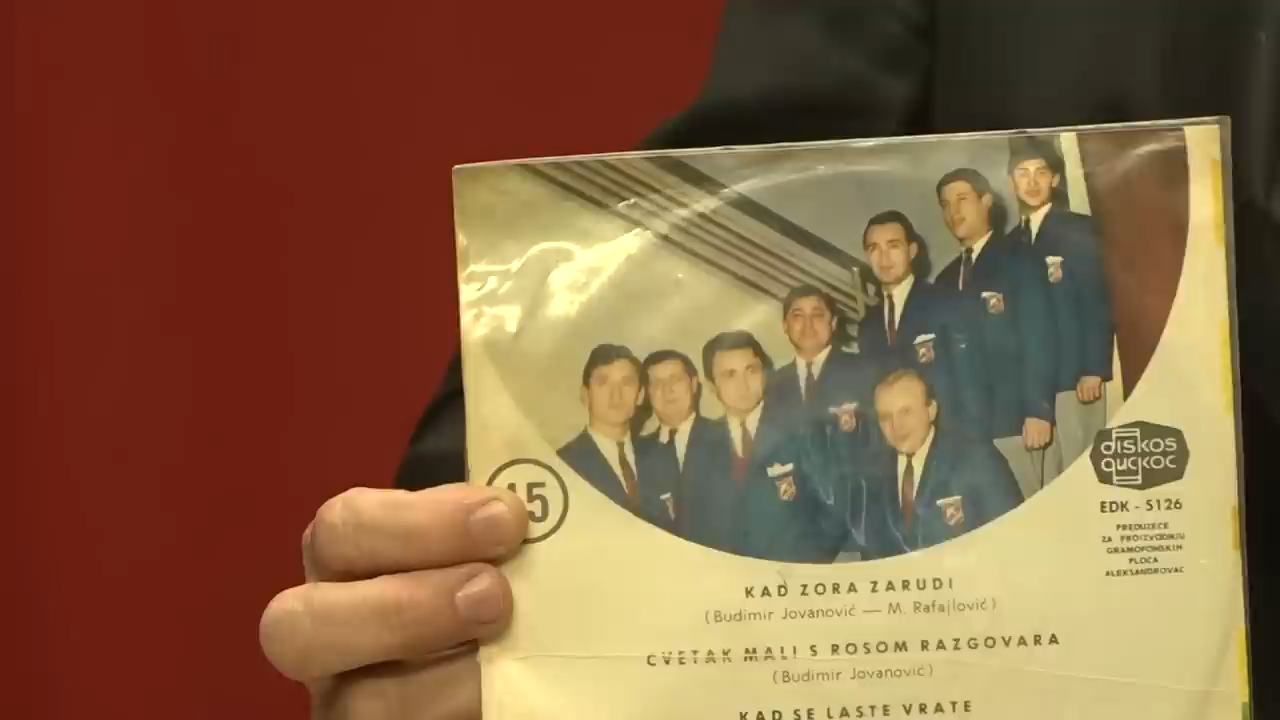 45
diskos
дискос
EDK - 5126
PREDUZEĆE
ZA PROIZVODNJU
GRAMOFONSKIH
PLOČA
ALEKSANDROVAC
KAD ZORA ZARUDI
(Budimir Jovanović — M. Rafajlović)
CVETAK MALI S ROSOM RAZGOVARA
(Budimir Jovanović)
KAD SE LASTE VRATE